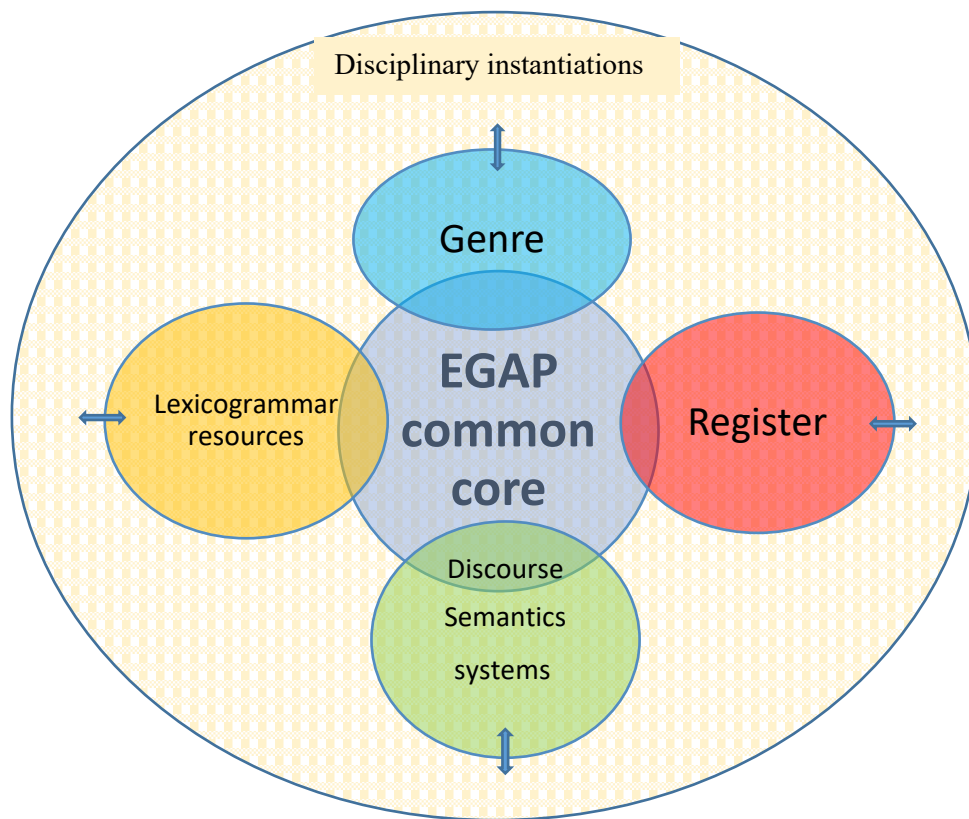 Disciplinary instantiations
Genre
EGAP
common
core
Lexicogrammar
resources
Register
Discourse
Semantics
systems